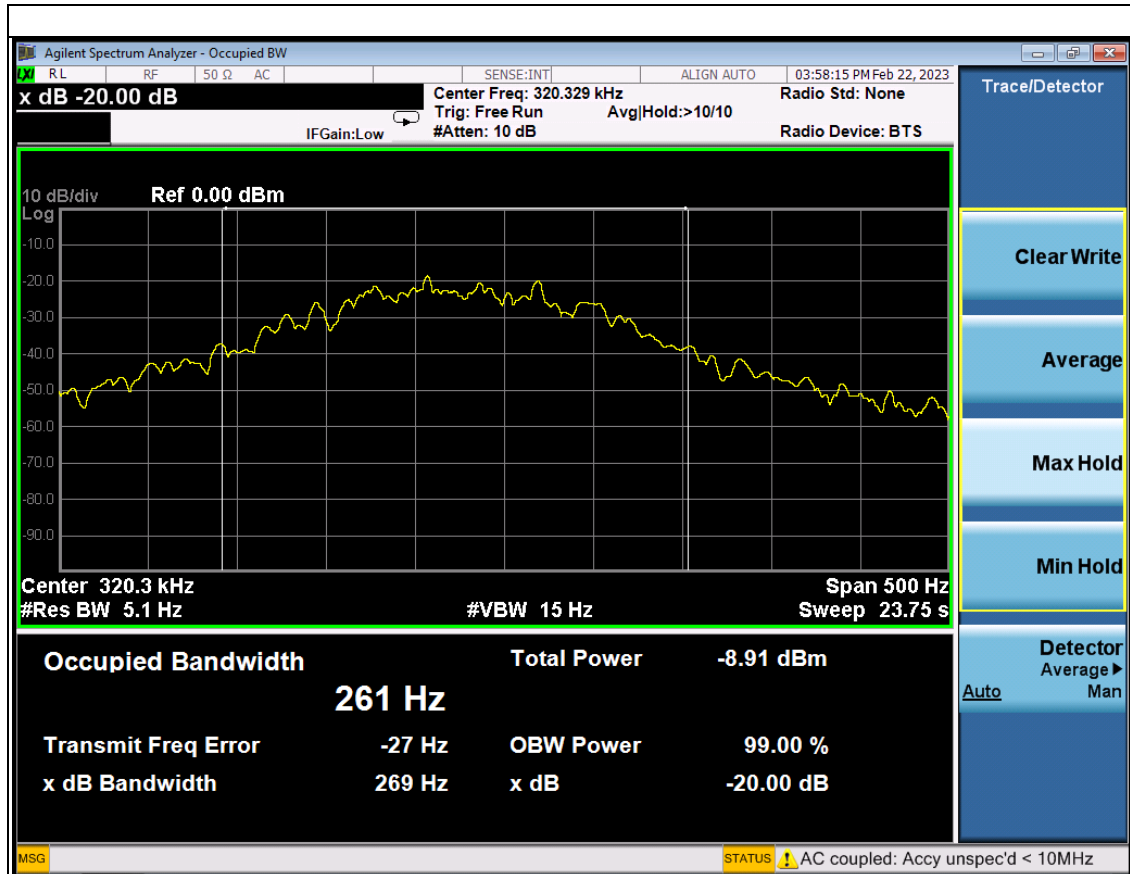 Agilent Spectrum Analyzer - Occupied BW
LXI RL RF 50 Ω AC SENSE:INT ALIGN AUTO 03:58:15 PM Feb 22, 2023
x dB -20.00 dB
Center Freq: 320.329 kHz
Radio Std: None
Trig: Free Run Avg|Hold:>10/10
IFGain:Low #Atten: 10 dB Radio Device: BTS
Trace/Detector
10 dB/div Ref 0.00 dBm
Log
-10.0
-20.0
-30.0
-40.0
-50.0
-60.0
-70.0
-80.0
-90.0
Center 320.3 kHz Span 500 Hz
#Res BW 5.1 Hz #VBW 15 Hz Sweep 23.75 s
Occupied Bandwidth Total Power -8.91 dBm
261 Hz
Transmit Freq Error -27 Hz OBW Power 99.00 %
x dB Bandwidth 269 Hz x dB -20.00 dB
Clear Write
Average
Max Hold
Min Hold
Detector
Average▶
Auto Man
MSG STATUS AC coupled: Accy unspec'd < 10MHz